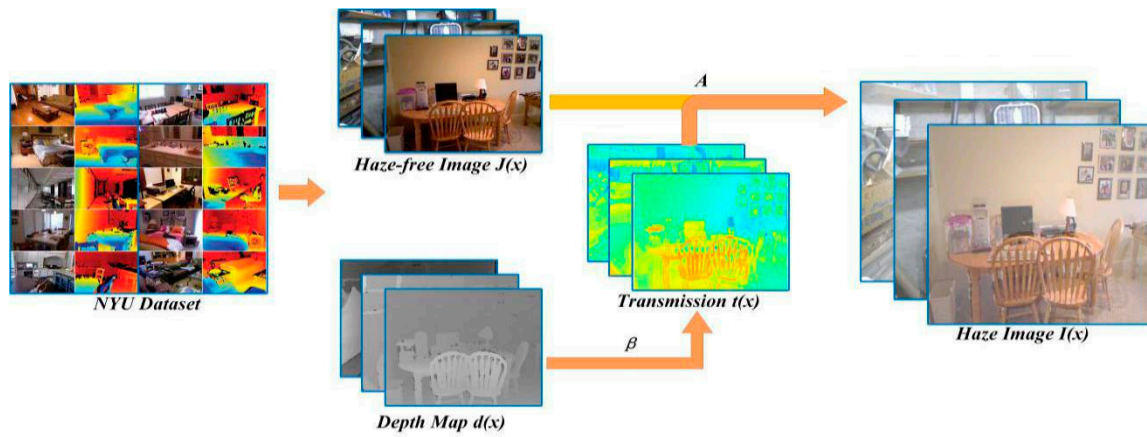 A
Haze-free Image J(x)
NYU Dataset
Transmission t(x)
β
Depth Map d(x)
Haze Image I(x)